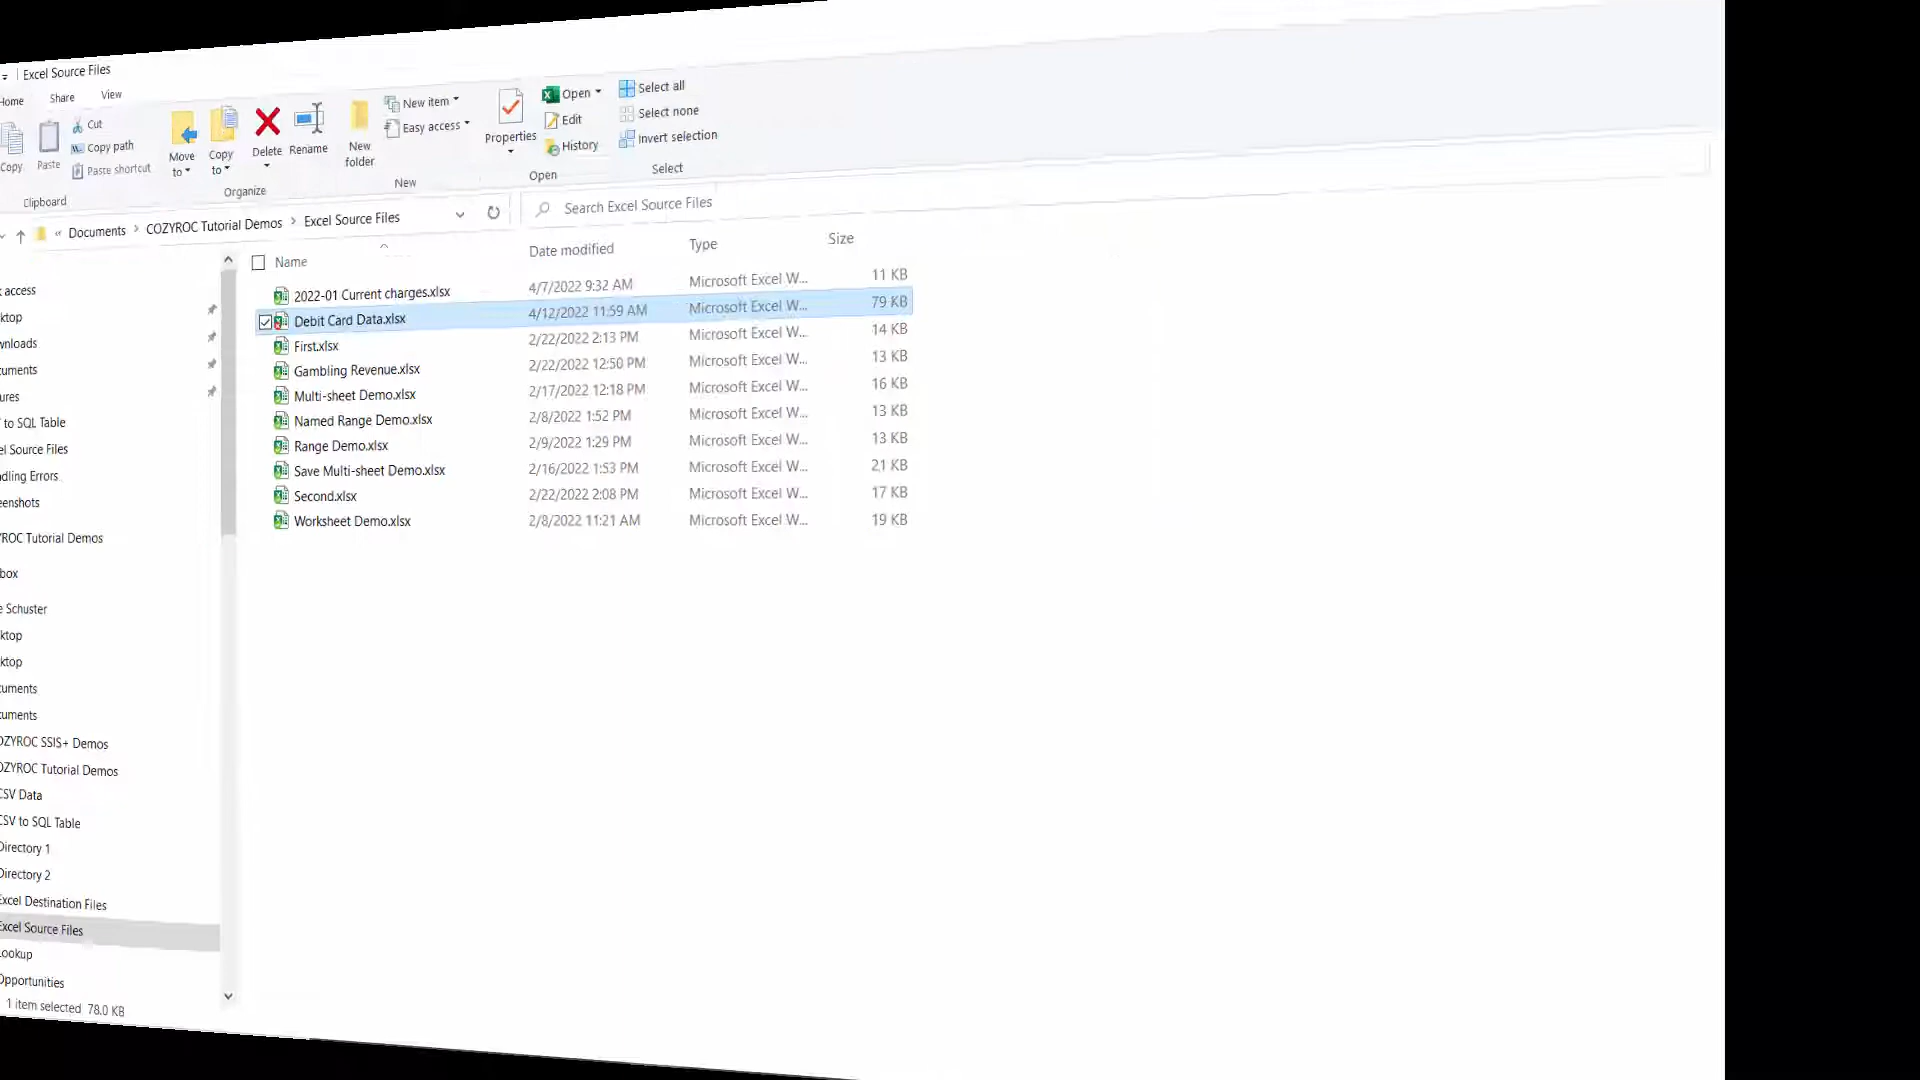 Excel Source Files
Home Share View
Copy
Paste
Cut
Copy path
Paste shortcut
Clipboard
Move to
Copy to
Delete
Rename
Organize
New folder
New item
Easy access
New
Properties
Open
Edit
History
Open
Select all
Select none
Invert selection
Select
« Documents > COZYROC Tutorial Demos > Excel Source Files
Search Excel Source Files
Name Date modified Type Size
2022-01 Current charges.xlsx 4/7/2022 9:32 AM Microsoft Excel W... 11 KB
Debit Card Data.xlsx 4/12/2022 11:59 AM Microsoft Excel W... 79 KB
First.xlsx 2/22/2022 2:13 PM Microsoft Excel W... 14 KB
Gambling Revenue.xlsx 2/22/2022 12:50 PM Microsoft Excel W... 13 KB
Multi-sheet Demo.xlsx 2/17/2022 12:18 PM Microsoft Excel W... 16 KB
Named Range Demo.xlsx 2/8/2022 1:52 PM Microsoft Excel W... 13 KB
Range Demo.xlsx 2/9/2022 1:29 PM Microsoft Excel W... 13 KB
Save Multi-sheet Demo.xlsx 2/16/2022 1:53 PM Microsoft Excel W... 21 KB
Second.xlsx 2/22/2022 2:08 PM Microsoft Excel W... 17 KB
Worksheet Demo.xlsx 2/8/2022 11:21 AM Microsoft Excel W... 19 KB
access
ktop
wnloads
uments
ures
to SQL Table
el Source Files
dling Errors
eenshots
ROC Tutorial Demos
box
e Schuster
ktop
ktop
uments
uments
OZYROC SSIS+ Demos
OZYROC Tutorial Demos
CSV Data
CSV to SQL Table
Directory 1
Directory 2
Excel Destination Files
Excel Source Files
Lookup
Opportunities
1 item selected 78.0 KB